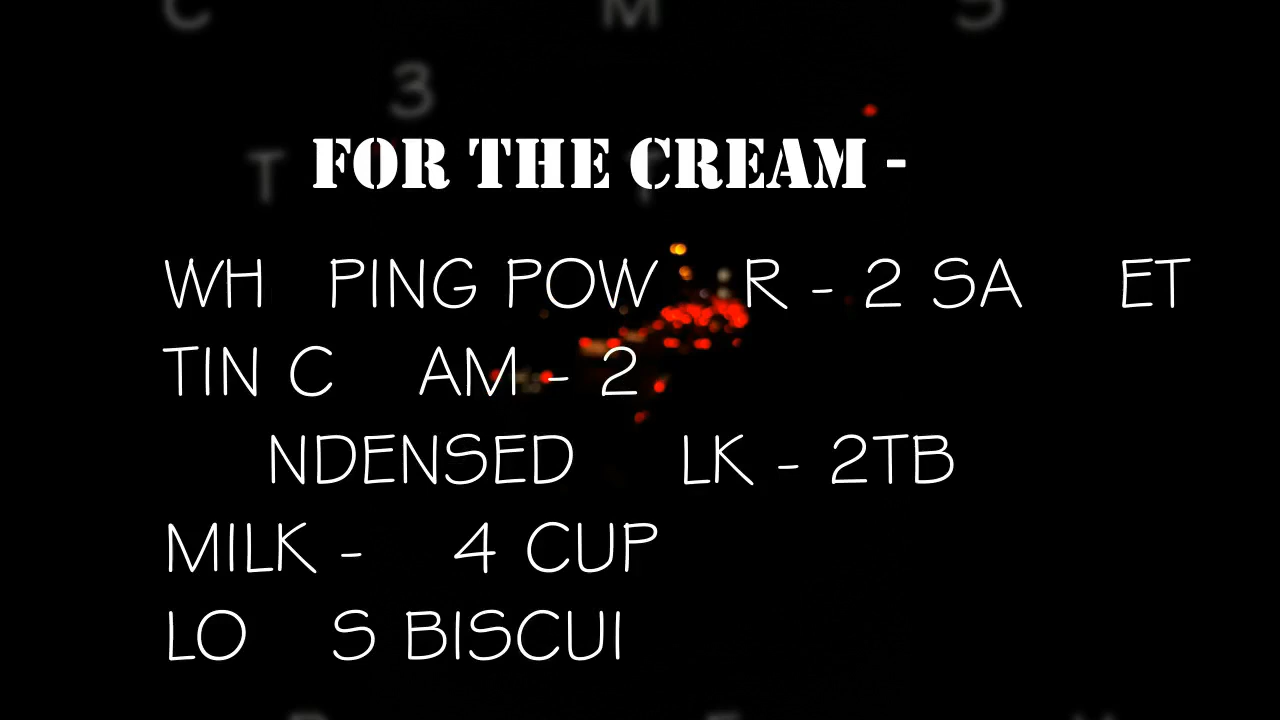 FOR THE CREAM -
WH PING POW R - 2 SA ET
TIN C AM - 2
NDENSED LK - 2TB
MILK - 4 CUP
LO S BISCUI